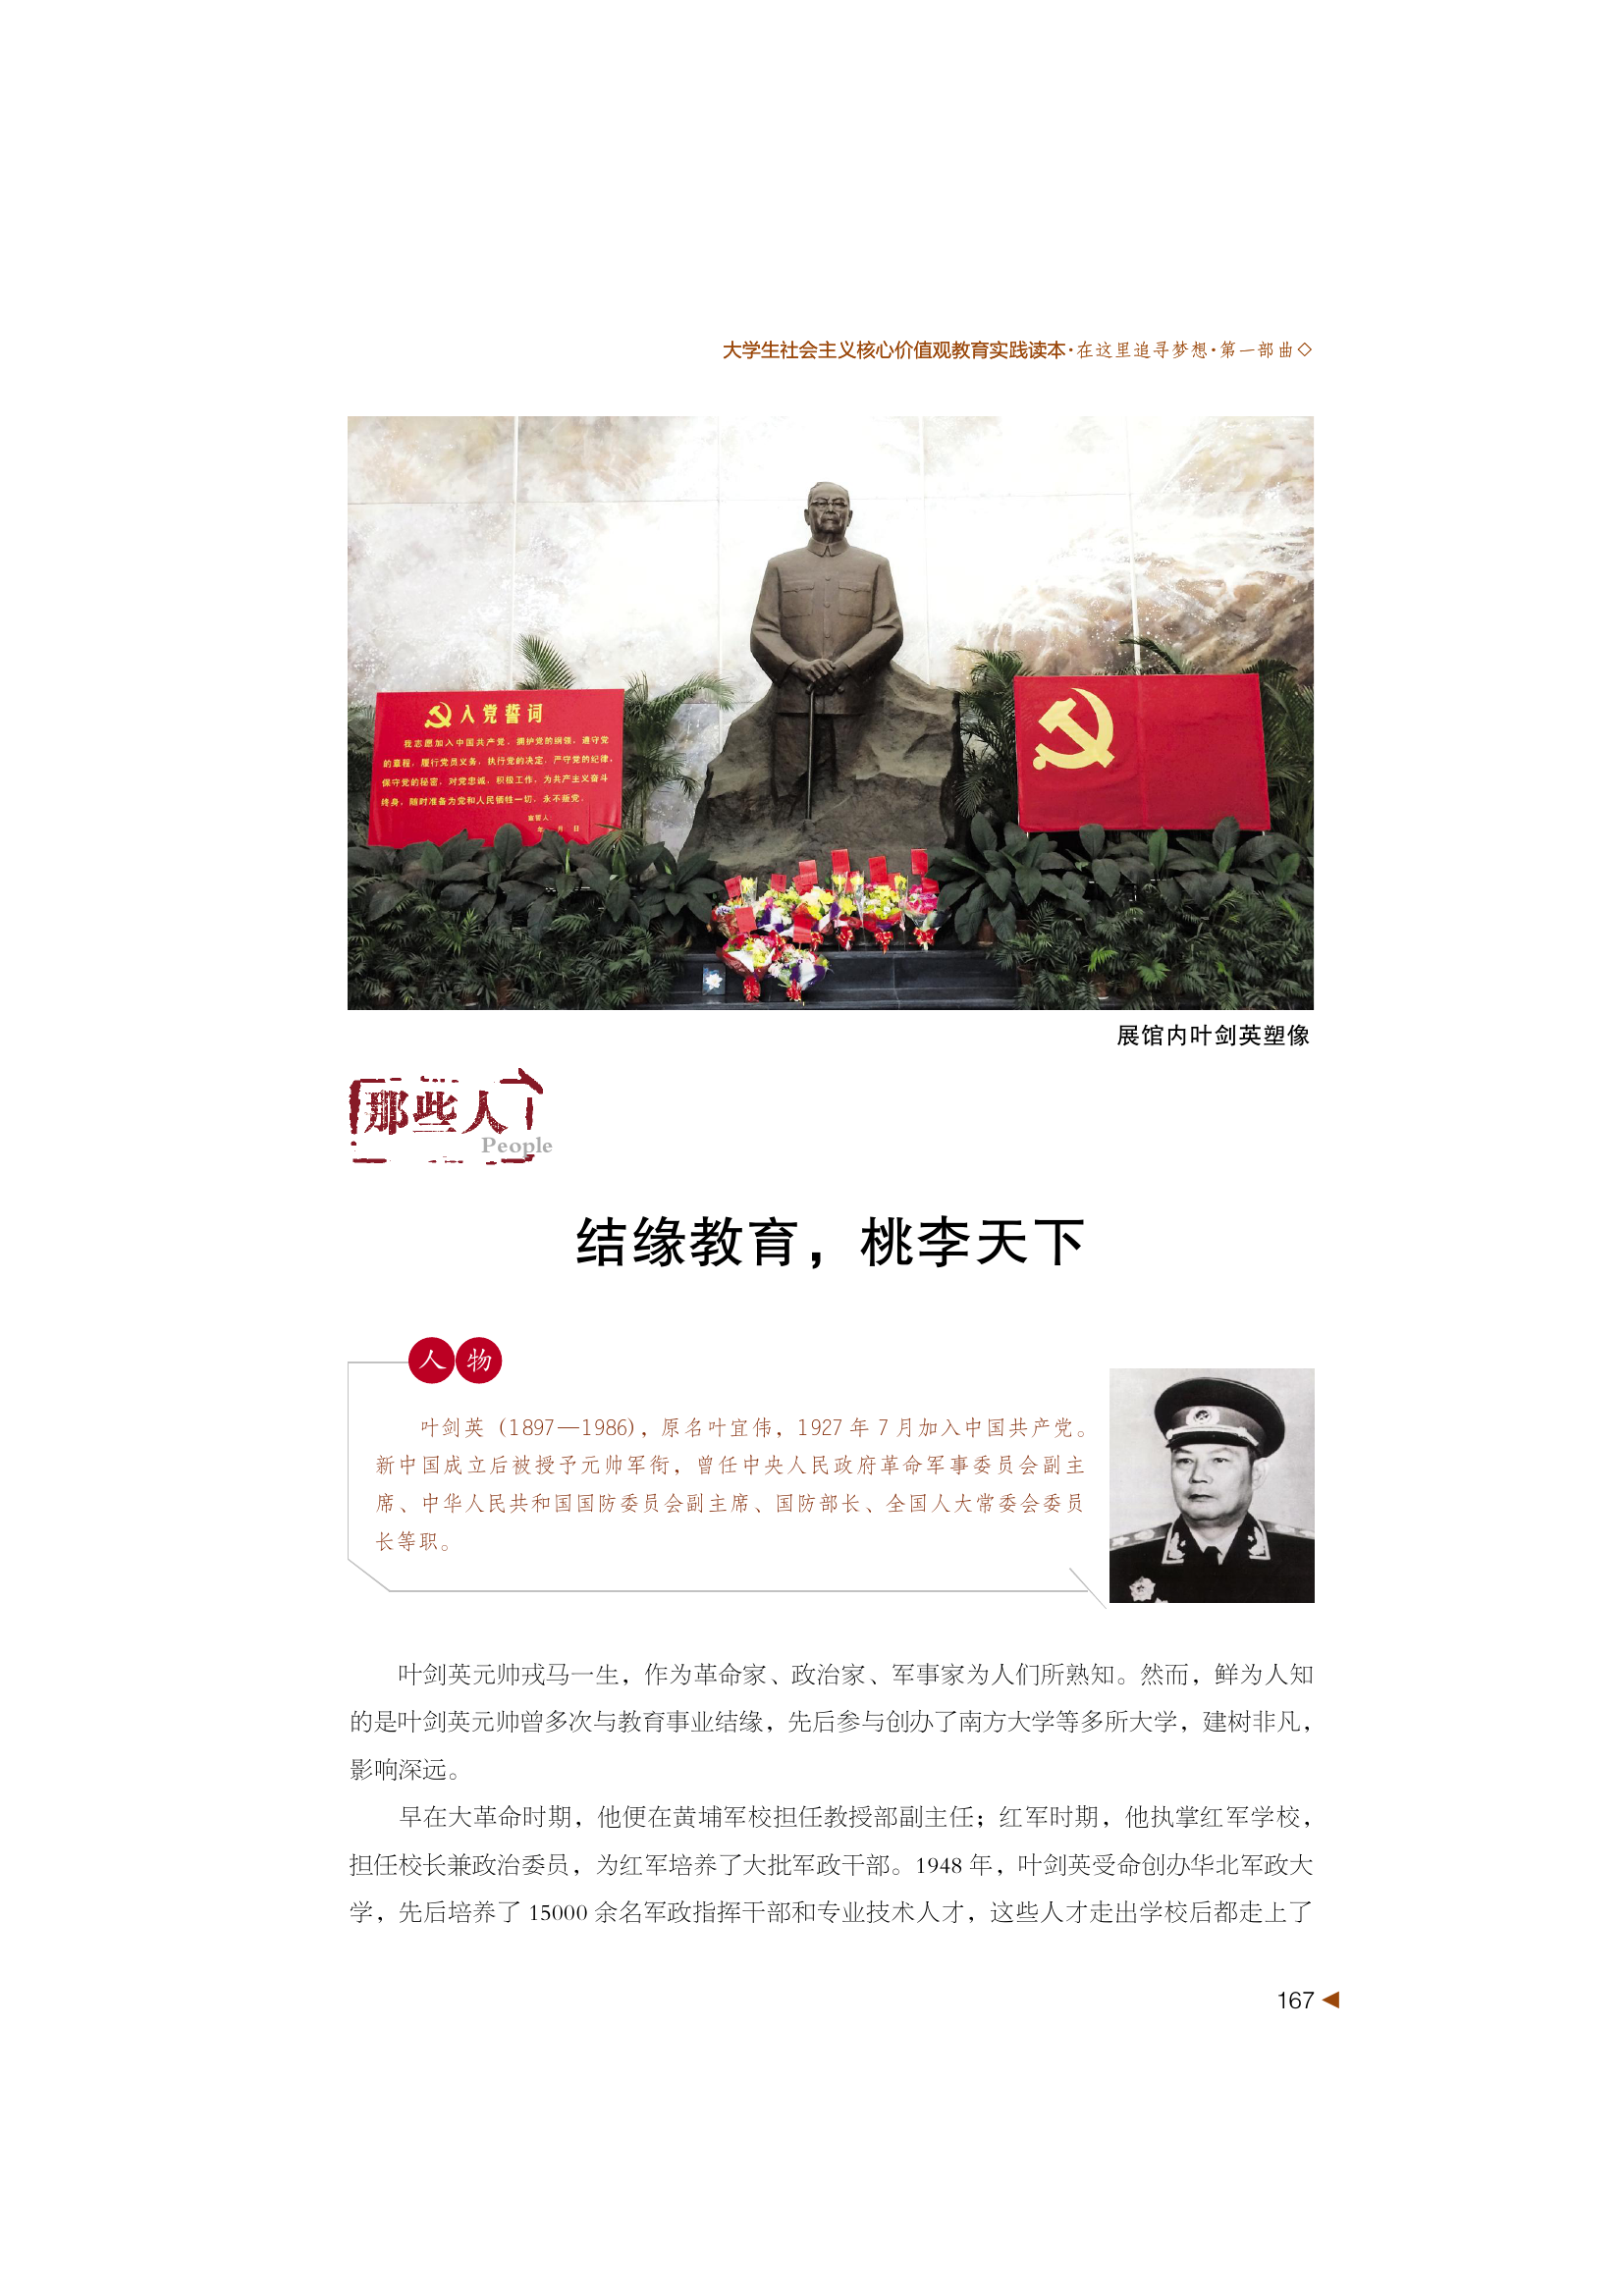 大学生社会主义核心价值观教育实践读本·在这里追寻梦想·第一部曲◇
入党誓词
我志愿加入中国共产党，拥护党的纲领，遵守党
的章程，履行党员义务，执行党的决定，严守党的纪律，
保守党的秘密，对党忠诚，积极工作，为共产主义奋斗
终身，随时准备为党和人民牺牲一切，永不叛党。
宣誓人：
年 月 日
展馆内叶剑英塑像
那些人
People
结缘教育，桃李天下
人物
叶剑英（1897—1986），原名叶宜伟，1927 年 7 月加入中国共产党。
新中国成立后被授予元帅军衔，曾任中央人民政府革命军事委员会副主
席、中华人民共和国国防委员会副主席、国防部长、全国人大常委会委员
长等职。
叶剑英元帅戎马一生，作为革命家、政治家、军事家为人们所熟知。然而，鲜为人知
的是叶剑英元帅曾多次与教育事业结缘，先后参与创办了南方大学等多所大学，建树非凡，
影响深远。
早在大革命时期，他便在黄埔军校担任教授部副主任；红军时期，他执掌红军学校，
担任校长兼政治委员，为红军培养了大批军政干部。1948 年，叶剑英受命创办华北军政大
学，先后培养了 15000 余名军政指挥干部和专业技术人才，这些人才走出学校后都走上了
167